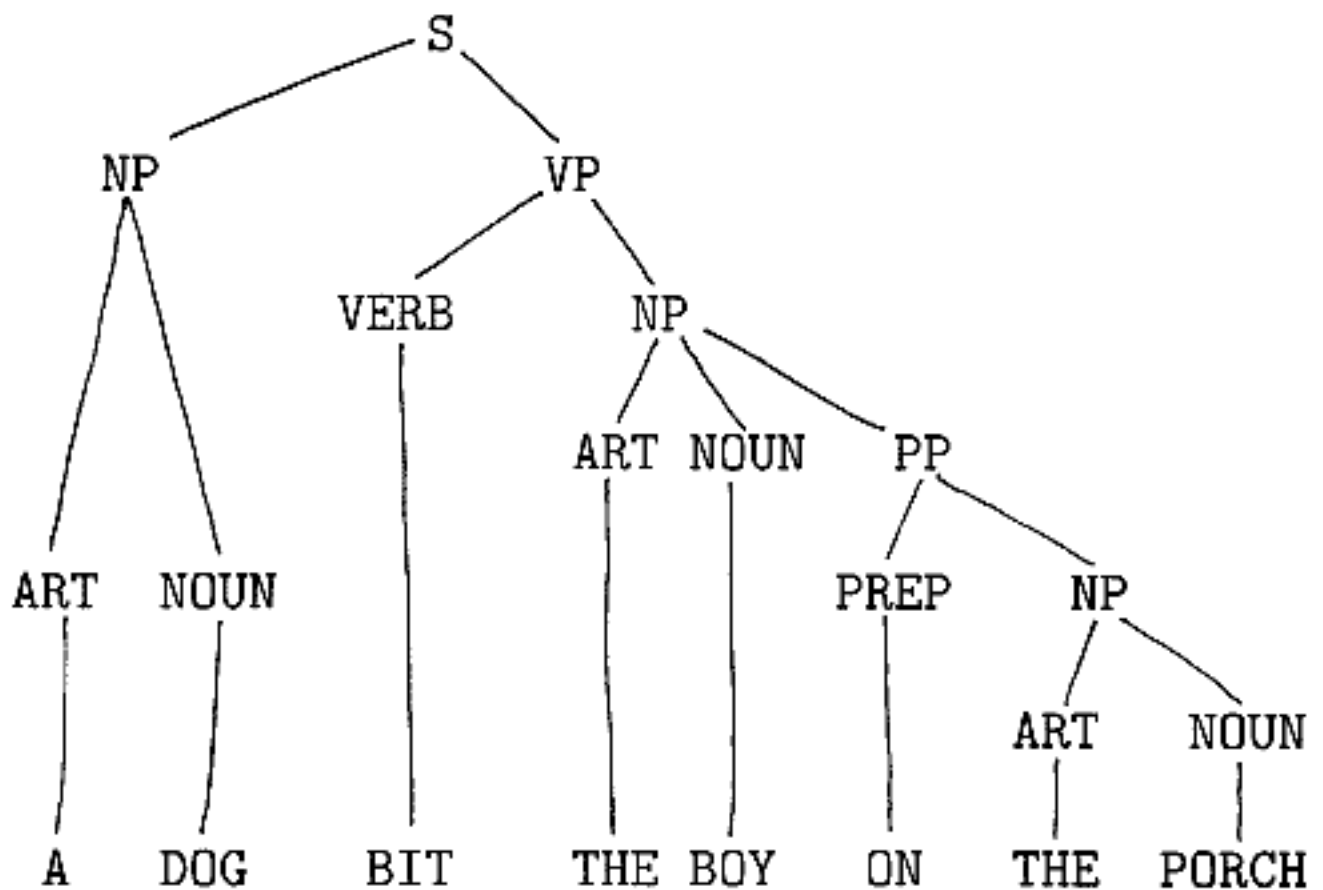 S
NP VP
VERB NP
ART NOUN PP
ART NOUN PREP NP
ART NOUN
A DOG BIT THE BOY ON THE PORCH